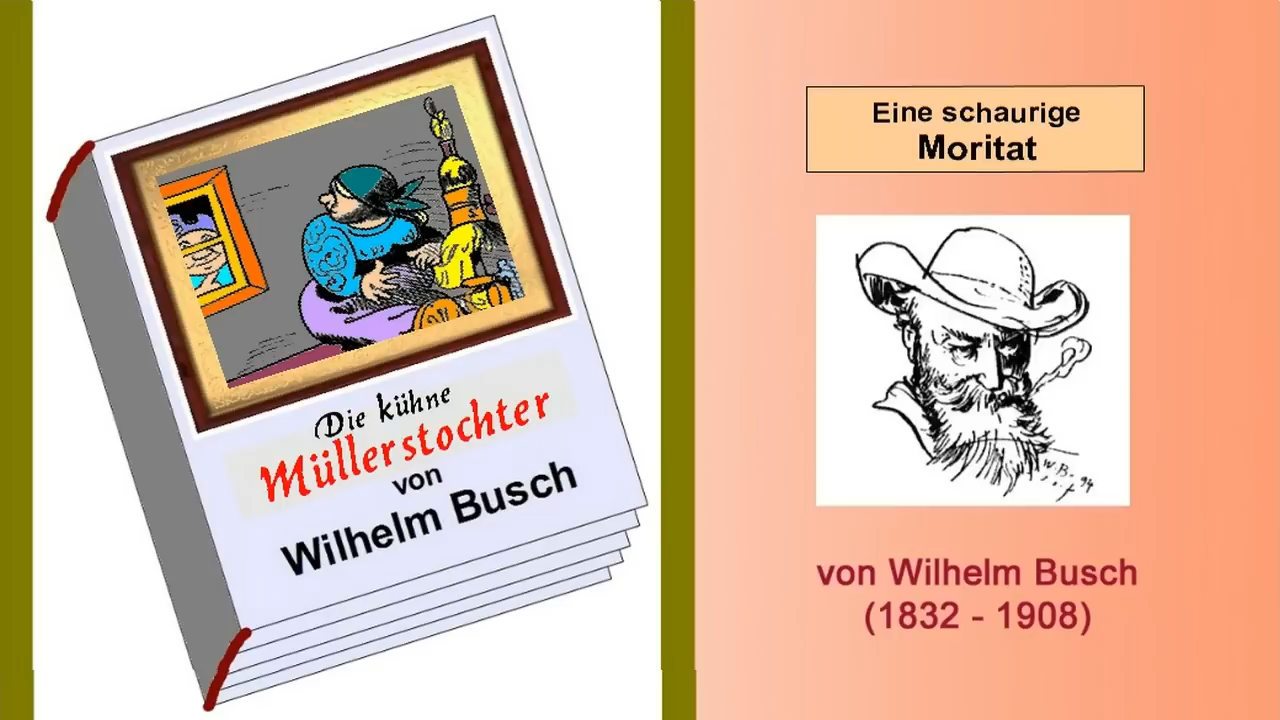 Die kühne
Müllerstochter
von
Wilhelm Busch
Eine schaurige
Moritat
W. B.
94
von Wilhelm Busch
(1832 - 1908)